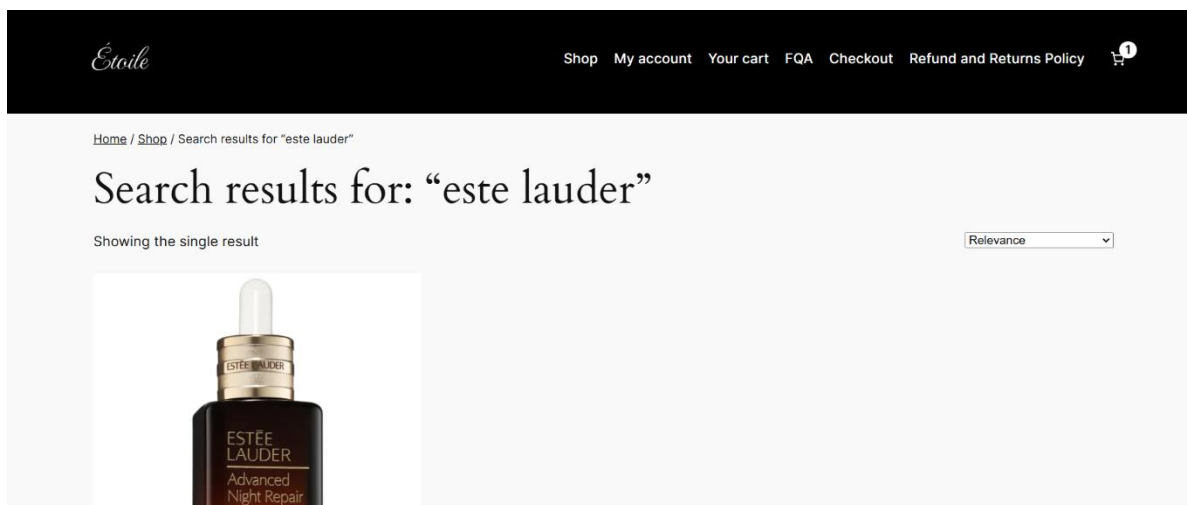 Étoile
Shop My account Your cart FQA Checkout Refund and Returns Policy 1
Home / Shop / Search results for “este lauder”
Search results for: “este lauder”
Showing the single result
Relevance
ESTĒE LAUDER
ESTĒE
LAUDER
Advanced
Night Repair